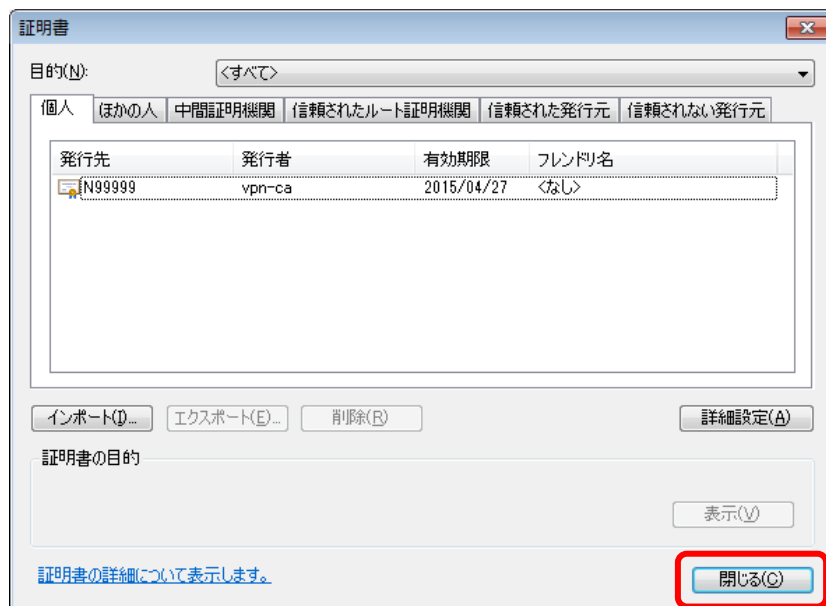 証明書
目的(N):
<すべて>
個人 ほかの人 中間証明機関 信頼されたルート証明機関 信頼された発行元 信頼されない発行元
発行先 発行者 有効期限 フレンドリ名
N99999 vpn-ca 2015/04/27 <なし>
インポート(I)... エクスポート(E)... 削除(R) 詳細設定(A)
証明書の目的
表示(V)
証明書の詳細について表示します。
閉じる(C)